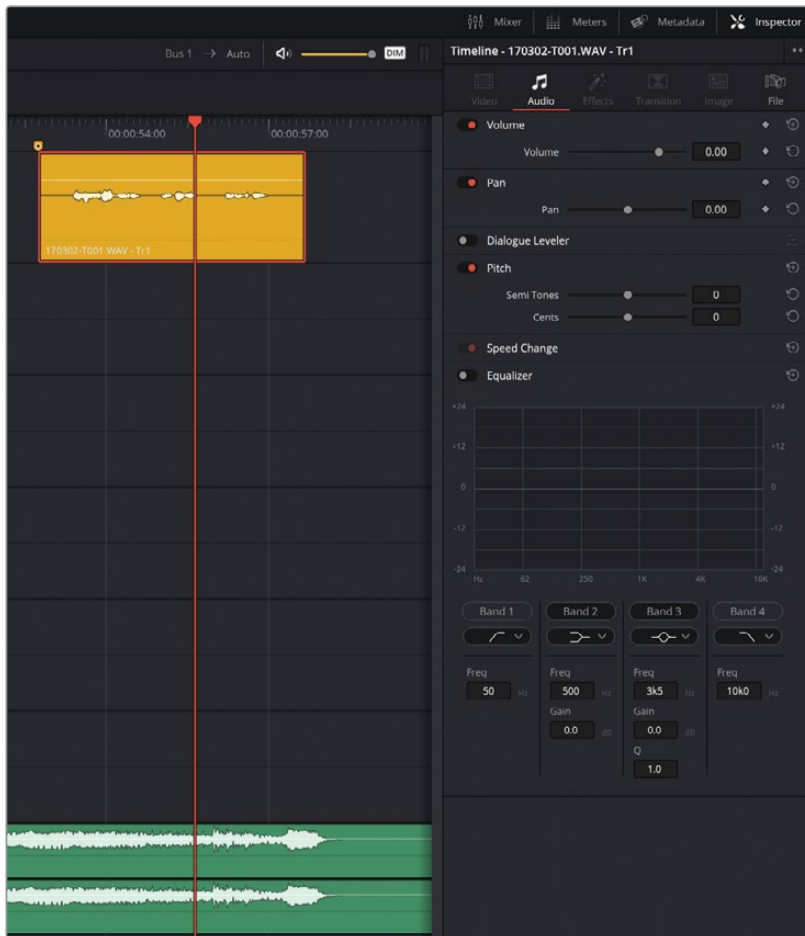 Mixer Meters Metadata Inspector
Bus 1 → Auto DIM
Timeline - 170302-T001.WAV - Tr1
Video Audio Effects Transition Image File
00:00:54:00 00:00:57:00
170302-T001.WAV - Tr1
Volume
Volume 0.00
Pan
Pan 0.00
Dialogue Leveler
Pitch
Semi Tones 0
Cents 0
Speed Change
Equalizer
+24 +24
+12 +12
0 0
-12 -12
-24 -24
Hz 62 250 1K 4K 16K
Band 1 Band 2 Band 3 Band 4
Freq Freq Freq Freq
50 Hz 500 Hz 3k5 Hz 10k0 Hz
Gain Gain
0.0 dB 0.0 dB
Q
1.0